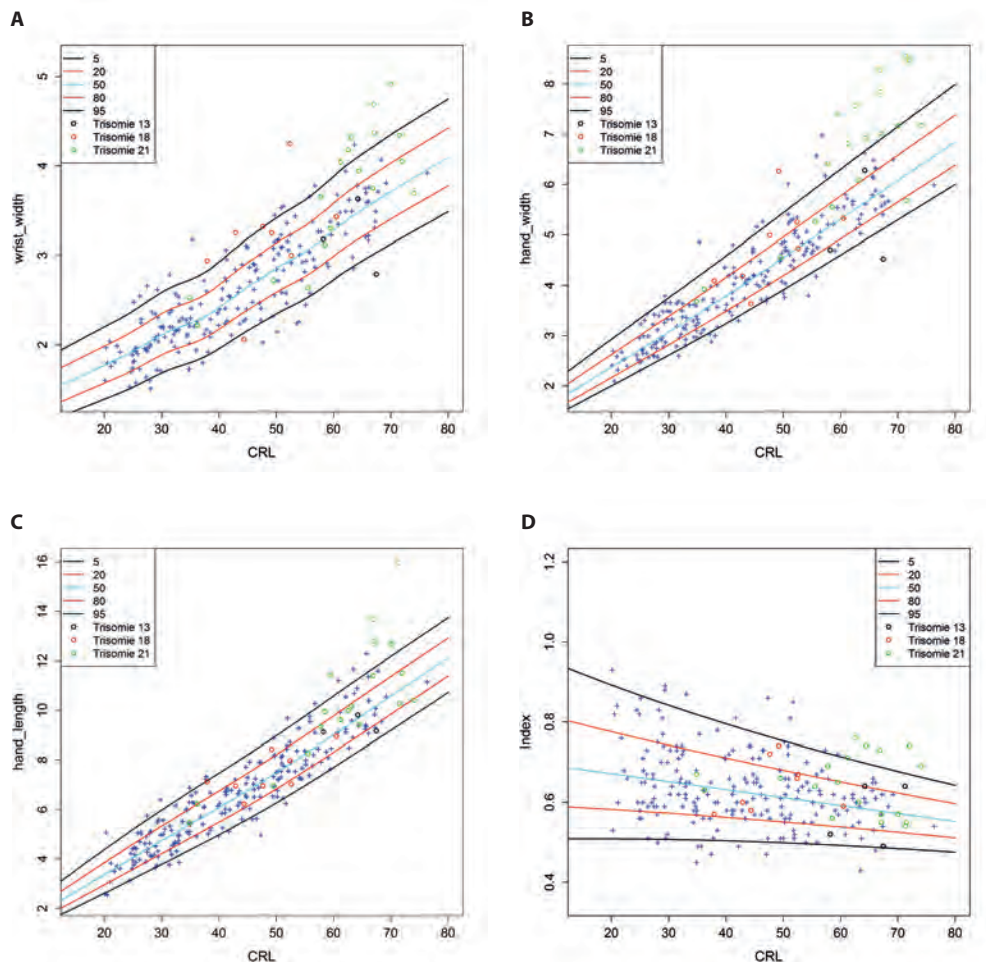 A
5
20
50
80
95
Trisomie 13
Trisomie 18
Trisomie 21
wrist_width
5
4
3
2
20 30 40 50 60 70 80
CRL
B
5
20
50
80
95
Trisomie 13
Trisomie 18
Trisomie 21
hand_width
8
7
6
5
4
3
2
20 30 40 50 60 70 80
CRL
C
5
20
50
80
95
Trisomie 13
Trisomie 18
Trisomie 21
hand_length
16
14
12
10
8
6
4
2
20 30 40 50 60 70 80
CRL
D
5
20
50
80
95
Trisomie 13
Trisomie 18
Trisomie 21
Index
1.2
1.0
0.8
0.6
0.4
20 30 40 50 60 70 80
CRL